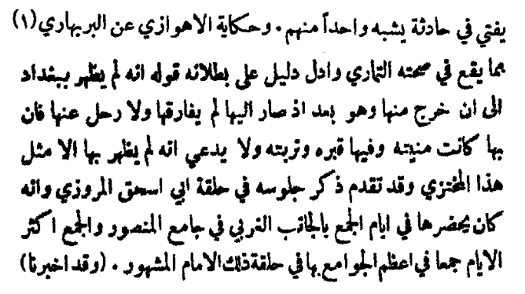 يفتي في حادثة يشبه واحداً منهم . وحكاية الاهوازي عن البربهاري (١)
مما يقع في صحته التماري وادل دليل على بطلانه قوله انه لم يظهر ببغداد
الى ان خرج منها وهو بعد اذ صار اليها لم يفارقها ولا رحل عنها فان
بها كانت منيته وفيها قبره وتربته ولا يدعي انه لم يظهر بها الا مثل
هذا المختزي وقد تقدم ذكر جلوسه في حلقة ابي اسحق المروزي وانه
كان يحضرها في ايام الجمع بالجانب الغربي في جامع المنصور والجمع اكثر
الايام جمعا في اعظم الجوامع بها في حلقة ذلك الامام المشهور . (وقد اخبرنا)